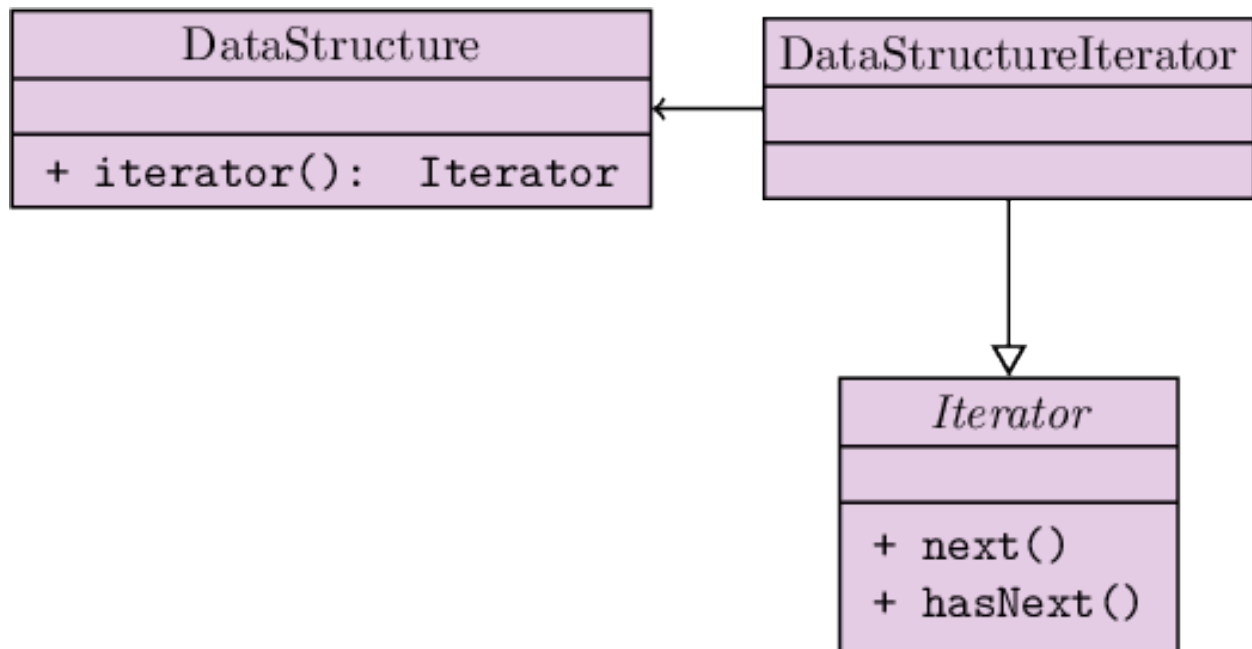 DataStructure
+ iterator(): Iterator
DataStructureIterator
Iterator
+ next()
+ hasNext()